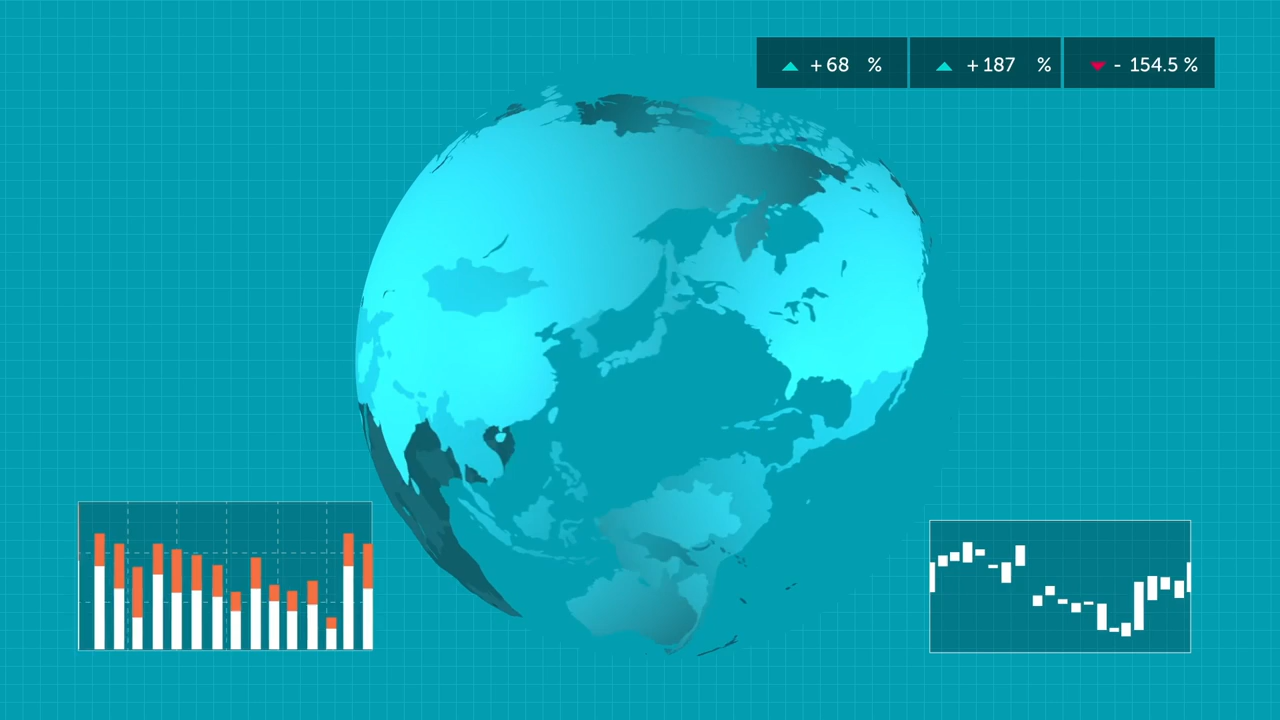 + 68 % + 187 % - 154.5 %